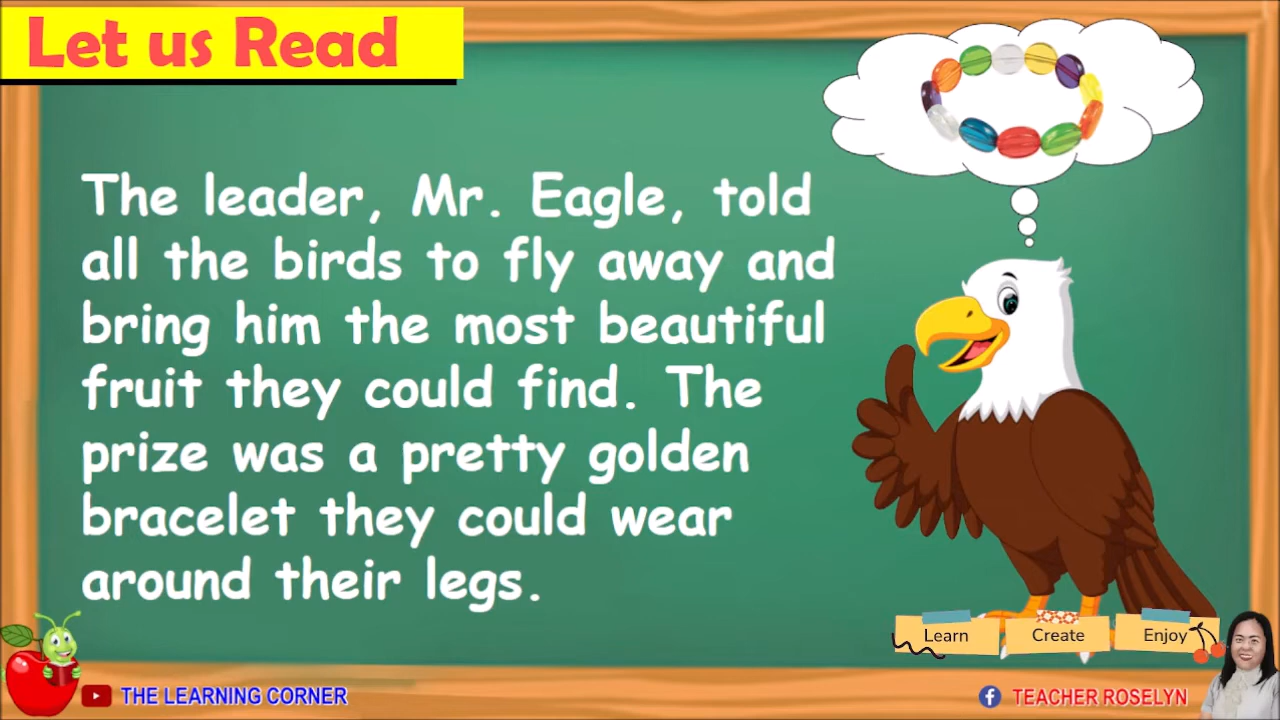 Let us Read
The leader, Mr. Eagle, told
all the birds to fly away and
bring him the most beautiful
fruit they could find. The
prize was a pretty golden
bracelet they could wear
around their legs.
Learn
Create
Enjoy
THE LEARNING CORNER
TEACHER ROSELYN